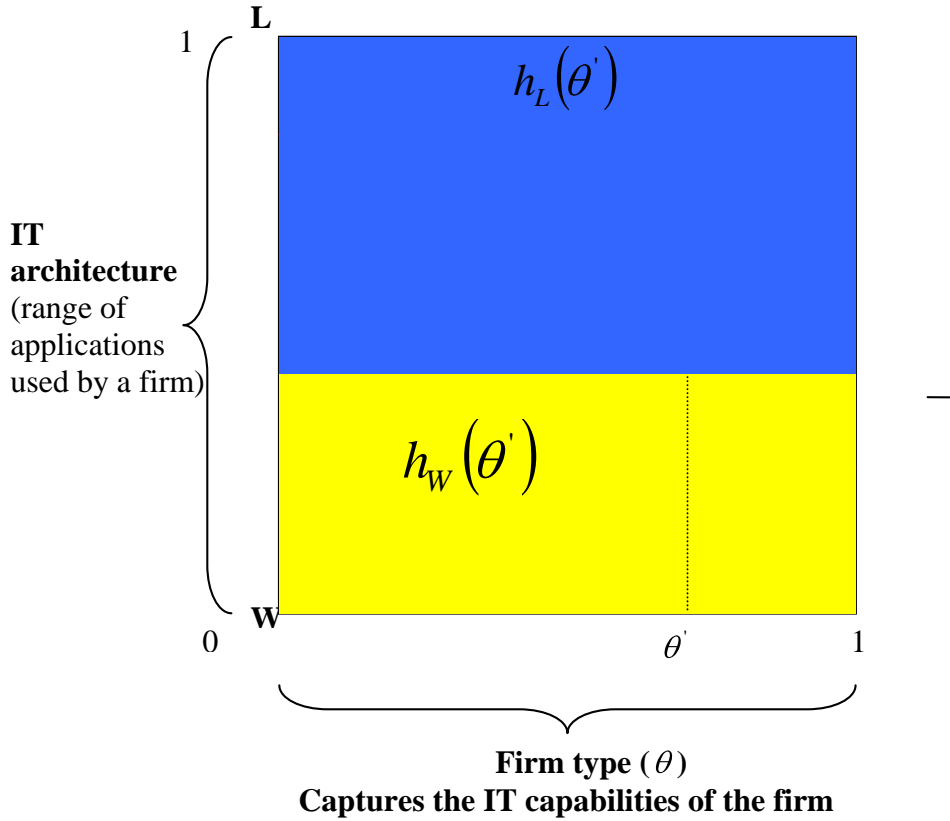 L
1
h_L(θ')
IT
architecture
(range of
applications
used by a firm)
h_W(θ')
W
0
θ'
1
Firm type (θ)
Captures the IT capabilities of the firm